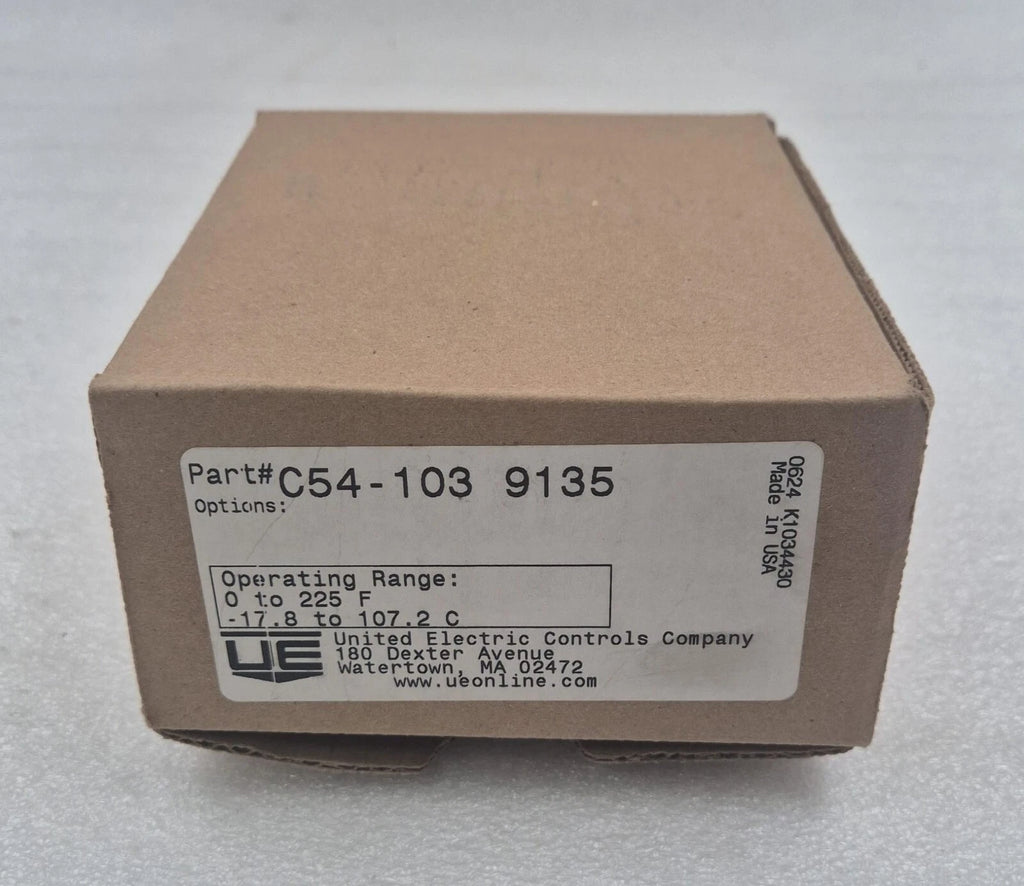 Part# C54-103 9135
Options:
Operating Range:
0 to 225 F
-17.8 to 107.2 C
UE
United Electric Controls Company
180 Dexter Avenue
Watertown, MA 02472
www.ueonline.com
0624 K1034430
Made in USA